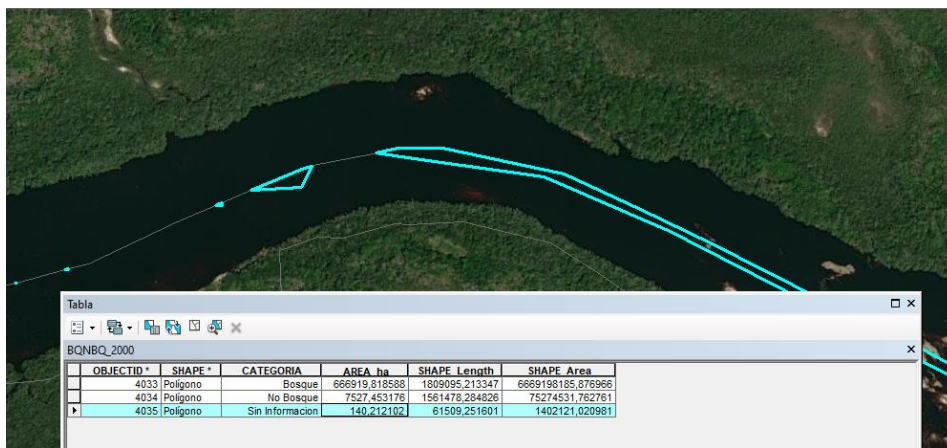 Tabla
BQNBQ_2000
OBJECTID * SHAPE * CATEGORIA AREA_ha SHAPE_Length SHAPE_Area
4033 Polígono Bosque 666919,818588 1809095,213347 6669198185,876966
4034 Polígono No Bosque 7527,453176 1561478,284826 75274531,762761
4035 Polígono Sin Informacion 140,212102 61509,251601 1402121,020981